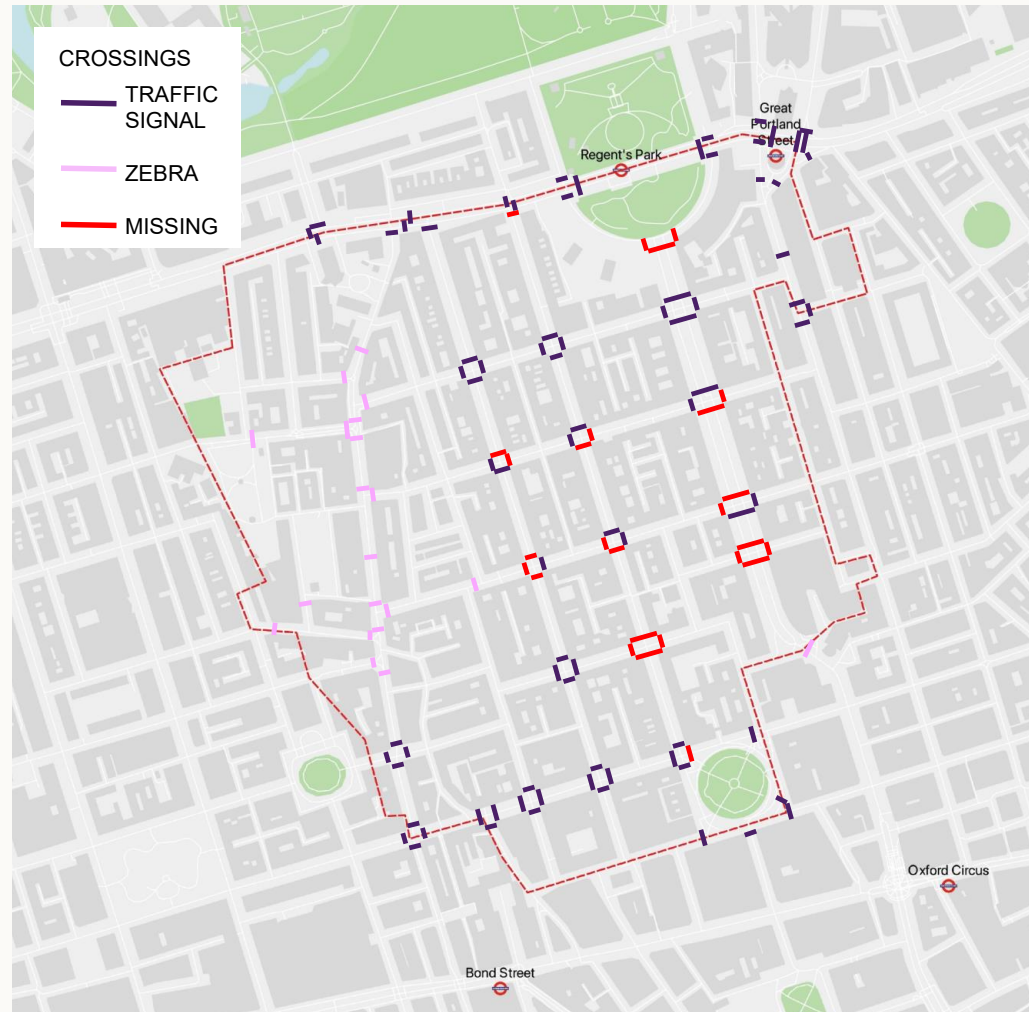 CROSSINGS
TRAFFIC
SIGNAL
ZEBRA
MISSING
Great
Portland
Street
Regent's Park
Oxford Circus
Bond Street